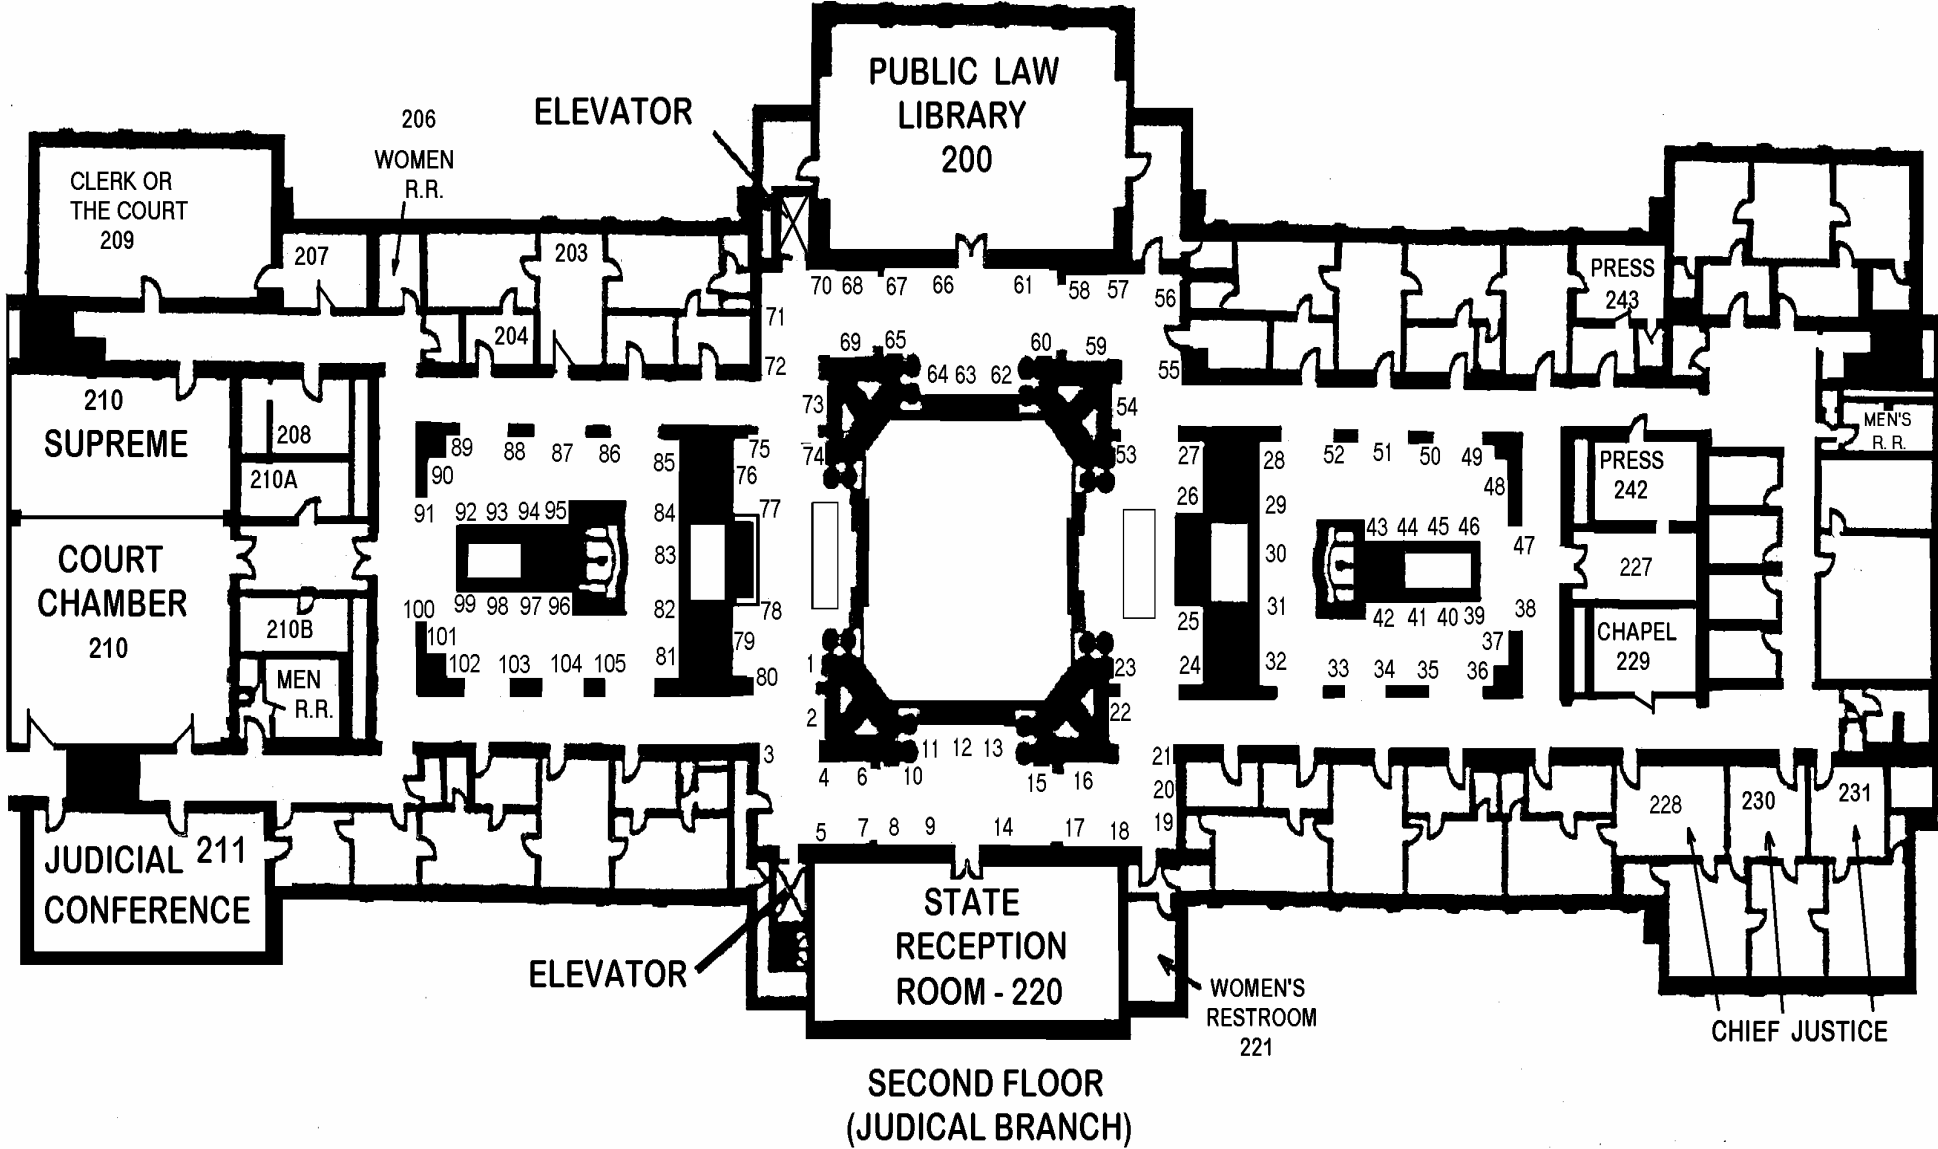 PUBLIC LAW
LIBRARY
200
ELEVATOR
206
WOMEN
R.R.
CLERK OR
THE COURT
209
207
203
204
PRESS
243
70 68 67 66 61 58 57 56
71
72
69 65 60 59
64 63 62
55
73
74
54
53
210
SUPREME
208
210A
COURT
CHAMBER
210
210B
MEN
R.R.
89 88 87 86 85
90
91
92 93 94 95
84
83
82
81
75
76
77
78
79
80
99 98 97 96
100
101
102 103 104 105
27
26
25
24
28
29
30
31
32
52 51 50 49
48
47
43 44 45 46
42 41 40 39
38
37
33 34 35 36
MEN'S
R.R.
PRESS
242
227
CHAPEL
229
1
2
23
22
3
4 6 10
11 12 13
15 16
21
20
19
5 7 8 9 14 17 18
228
230
231
JUDICIAL 211
CONFERENCE
ELEVATOR
STATE
RECEPTION
ROOM - 220
WOMEN'S
RESTROOM
221
CHIEF JUSTICE
SECOND FLOOR
(JUDICAL BRANCH)